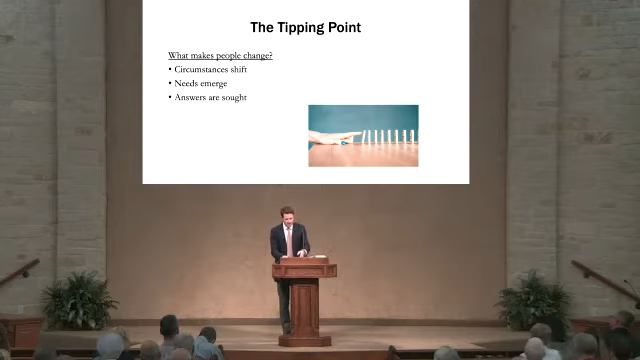 The Tipping Point
What makes people change?
• Circumstances shift
• Needs emerge
• Answers are sought